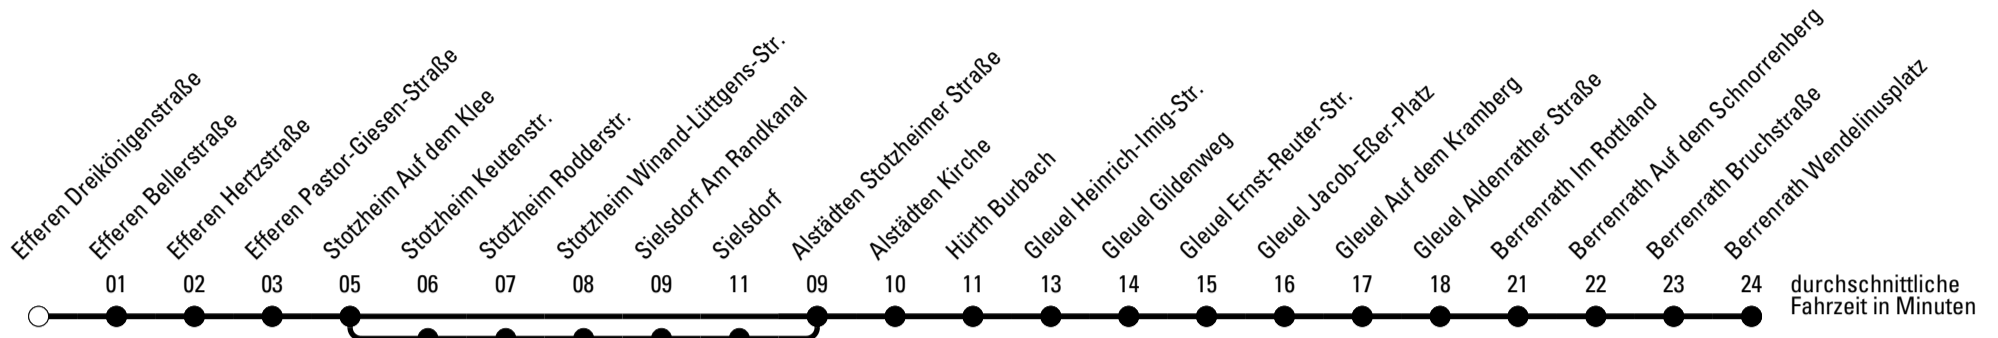 Efferen Dreikönigenstraße
Efferen Bellerstraße
Efferen Hertzstraße
Efferen Pastor-Giesen-Straße
Stotzheim Auf dem Klee
Stotzheim Keutenstr.
Stotzheim Rodderstr.
Stotzheim Winand-Lüttgens-Str.
Sielsdorf Am Randkanal
Sielsdorf
Alstädten Stotzheimer Straße
Alstädten Kirche
Hürth Burbach
Gleuel Heinrich-Imig-Str.
Gleuel Gildenweg
Gleuel Ernst-Reuter-Str.
Gleuel Jacob-Eßer-Platz
Gleuel Auf dem Kramberg
Gleuel Aldenrather Straße
Berrenrath Im Rottland
Berrenrath Auf dem Schnorrenberg
Berrenrath Bruchstraße
Berrenrath Wendelinusplatz
01 02 03 05 06 07 08 09 11 09 10 11 13 14 15 16 17 18 21 22 23 24
durchschnittliche
Fahrzeit in Minuten